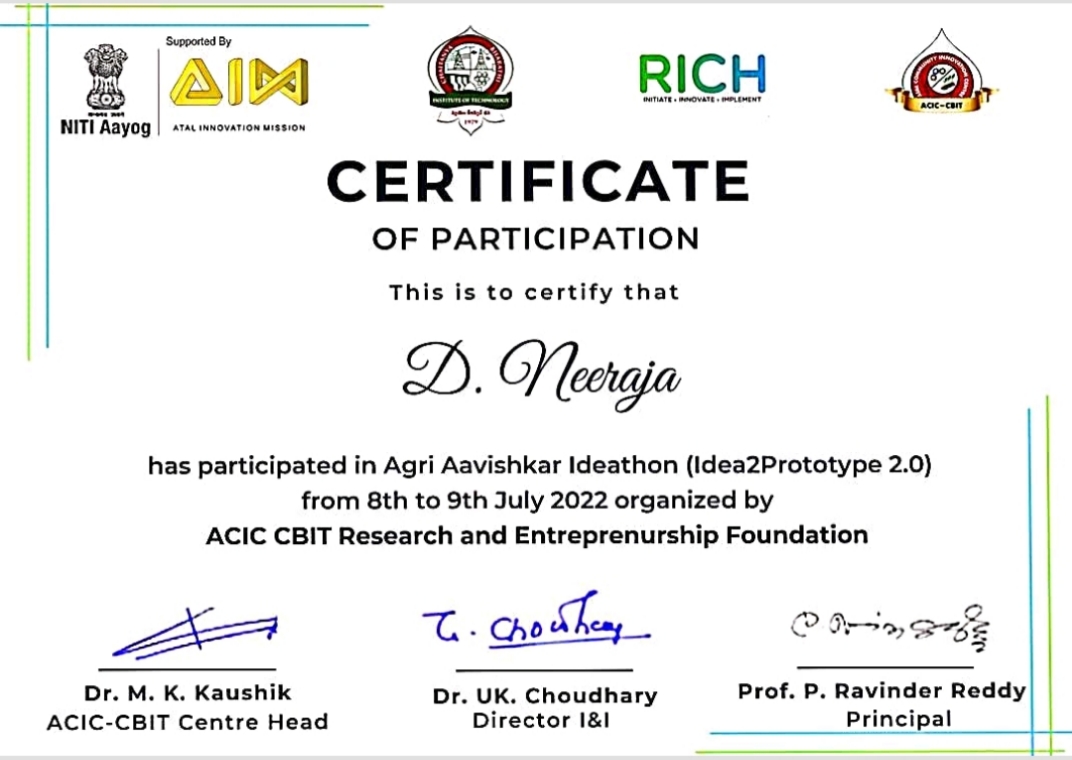 Supported By
AIM
NITI Aayog
ATAL INNOVATION MISSION
INSTITUTE OF TECHNOLOGY
1979
RICH
INITIATE • INNOVATE • IMPLEMENT
ACIC-CBIT
CERTIFICATE
OF PARTICIPATION
This is to certify that
D. Neeraja
has participated in Agri Aavishkar Ideathon (Idea2Prototype 2.0)
from 8th to 9th July 2022 organized by
ACIC CBIT Research and Entreprenurship Foundation
Choudhary
Dr. M. K. Kaushik
ACIC-CBIT Centre Head
Dr. UK. Choudhary
Director I&I
Prof. P. Ravinder Reddy
Principal